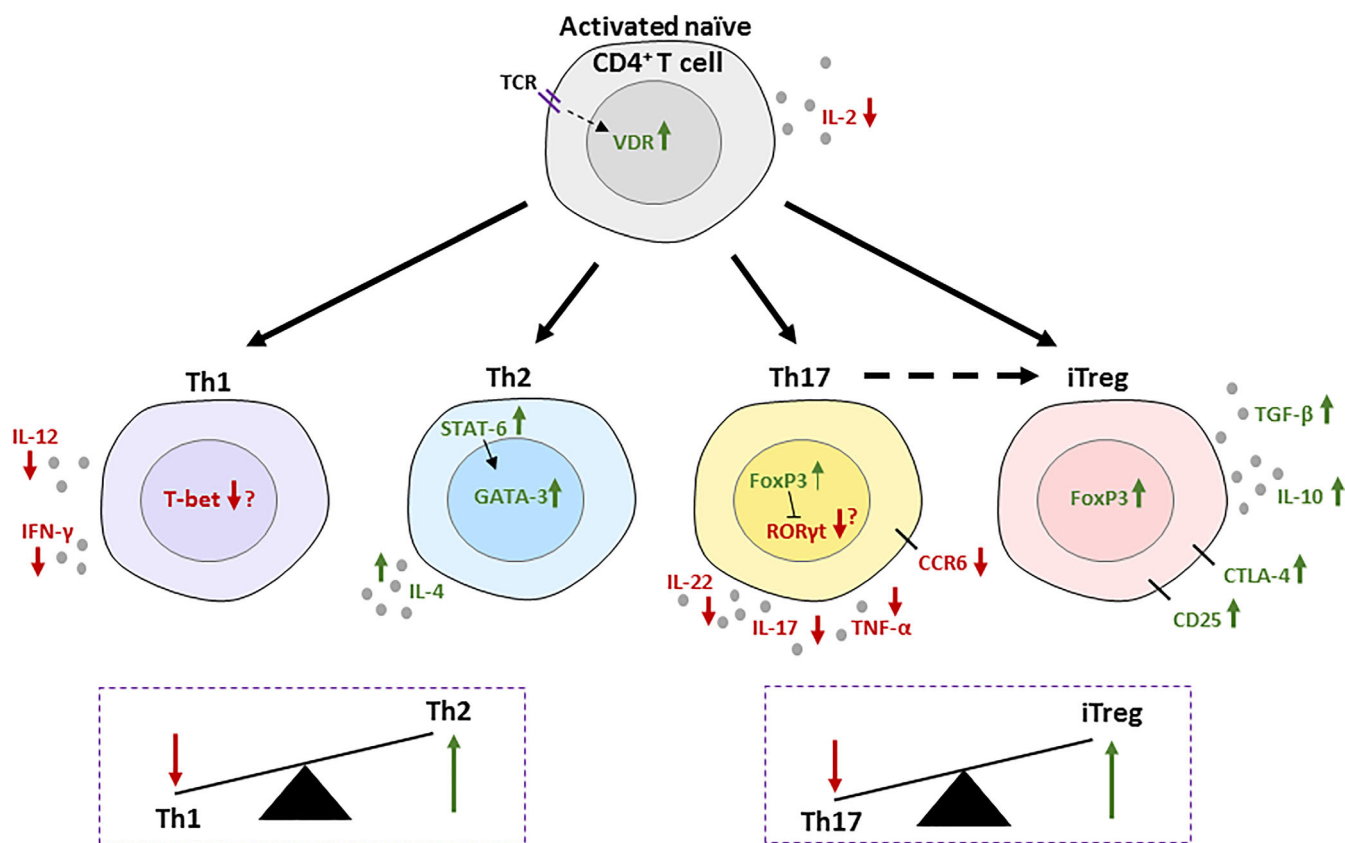 Activated naïve
CD4⁺ T cell
TCR
VDR
IL-2
Th1
Th2
Th17
iTreg
IL-12
IFN-γ
T-bet ?
STAT-6
GATA-3
IL-4
FoxP3
RORγt ?
CCR6
IL-22
IL-17
TNF-α
FoxP3
TGF-β
IL-10
CTLA-4
CD25
Th2
Th1
iTreg
Th17